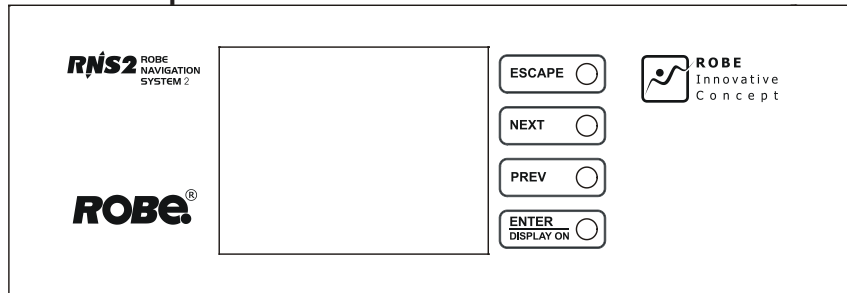 RNS2 ROBE
NAVIGATION
SYSTEM 2
ROBE®
ESCAPE
NEXT
PREV
ENTER
DISPLAY ON
ROBE
Innovative
Concept